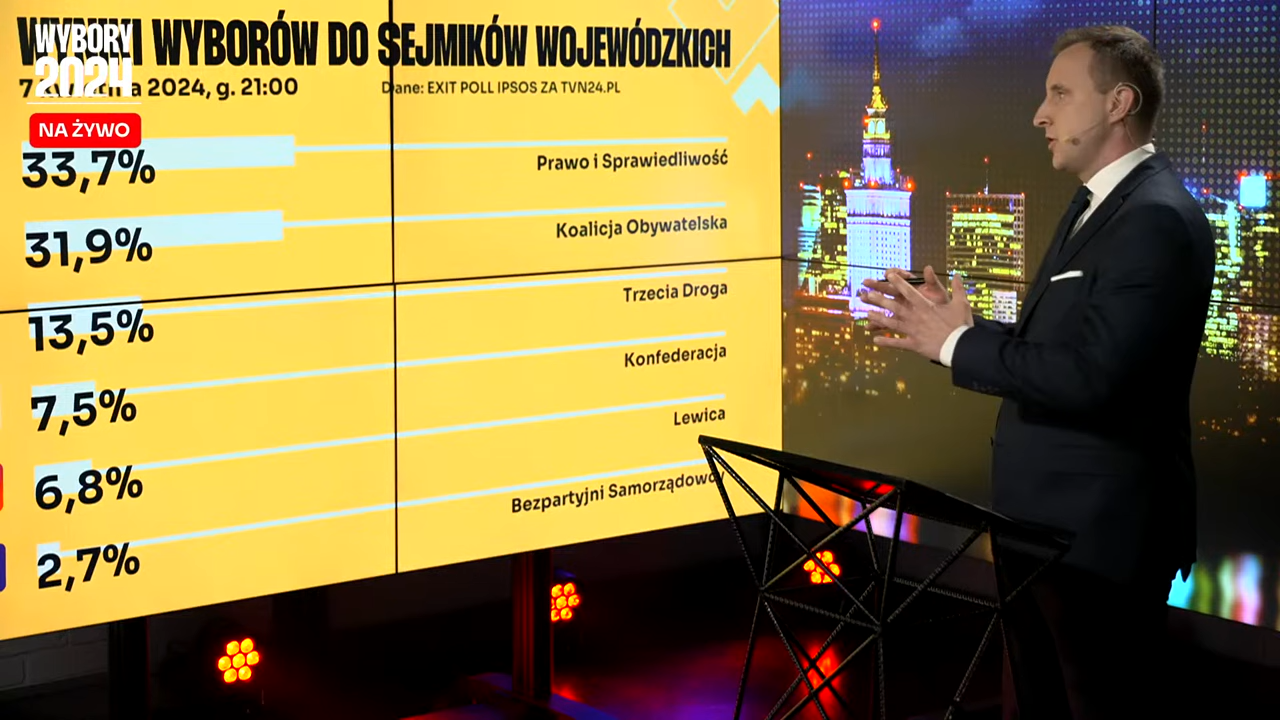 WYBORY
2024
NA ŻYWO
WYNIKI WYBORÓW DO SEJMIKÓW WOJEWÓDZKICH
7 kwietnia 2024, g. 21:00
Dane: EXIT POLL IPSOS ZA TVN24.PL
33,7% Prawo i Sprawiedliwość
31,9% Koalicja Obywatelska
13,5% Trzecia Droga
7,5% Konfederacja
6,8% Lewica
2,7% Bezpartyjni Samorządowcy